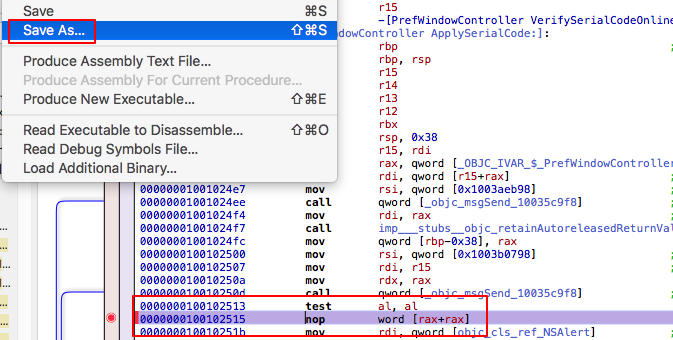 Save ⌘S
Save As... ⇧⌘S
Produce Assembly Text File...
Produce Assembly For Current Procedure...
Produce New Executable... ⇧⌘E
Read Executable to Disassemble... ⇧⌘O
Read Debug Symbols File...
Load Additional Binary...
r15
-[PrefWindowController VerifySerialCodeOnline
dowController ApplySerialCode:]:
rbp ;
rbp, rsp
r15
r14
r13
r12
rbx
rsp, 0x38
r15, rdi
rax, qword [_OBJC_IVAR_$_PrefWindowController
rdi, qword [r15+rax] ;
00000001001024e7 mov rsi, qword [0x1003aeb98] ;
00000001001024ee call qword [_objc_msgSend_10035c9f8]
00000001001024f4 mov rdi, rax ;
00000001001024f7 call imp___stubs__objc_retainAutoreleasedReturnVal
00000001001024fc mov qword [rbp-0x38], rax
0000000100102500 mov rsi, qword [0x1003b0798] ;
0000000100102507 mov rdi, r15 ;
000000010010250a mov rdx, rax
000000010010250d call qword [_objc_msgSend_10035c9f8]
0000000100102513 test al, al
0000000100102515 nop word [rax+rax]
000000010010251b mov rdi, qword [objc_cls_ref_NSAlert] ;